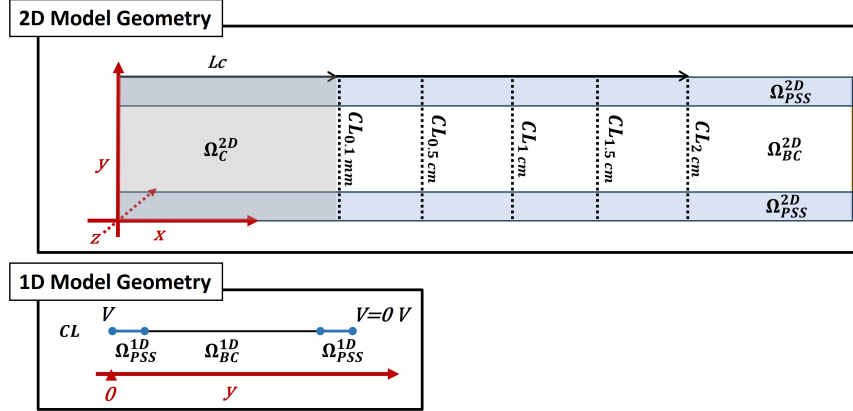 2D Model Geometry
Lc
Ω_PSS^2D
Ω_C^2D
CL_0.1 mm
CL_0.5 cm
CL_1 cm
CL_1.5 cm
CL_2 cm
Ω_BC^2D
y
Ω_PSS^2D
z
x
1D Model Geometry
V
V=0 V
CL
Ω_PSS^1D
Ω_BC^1D
Ω_PSS^1D
0
y